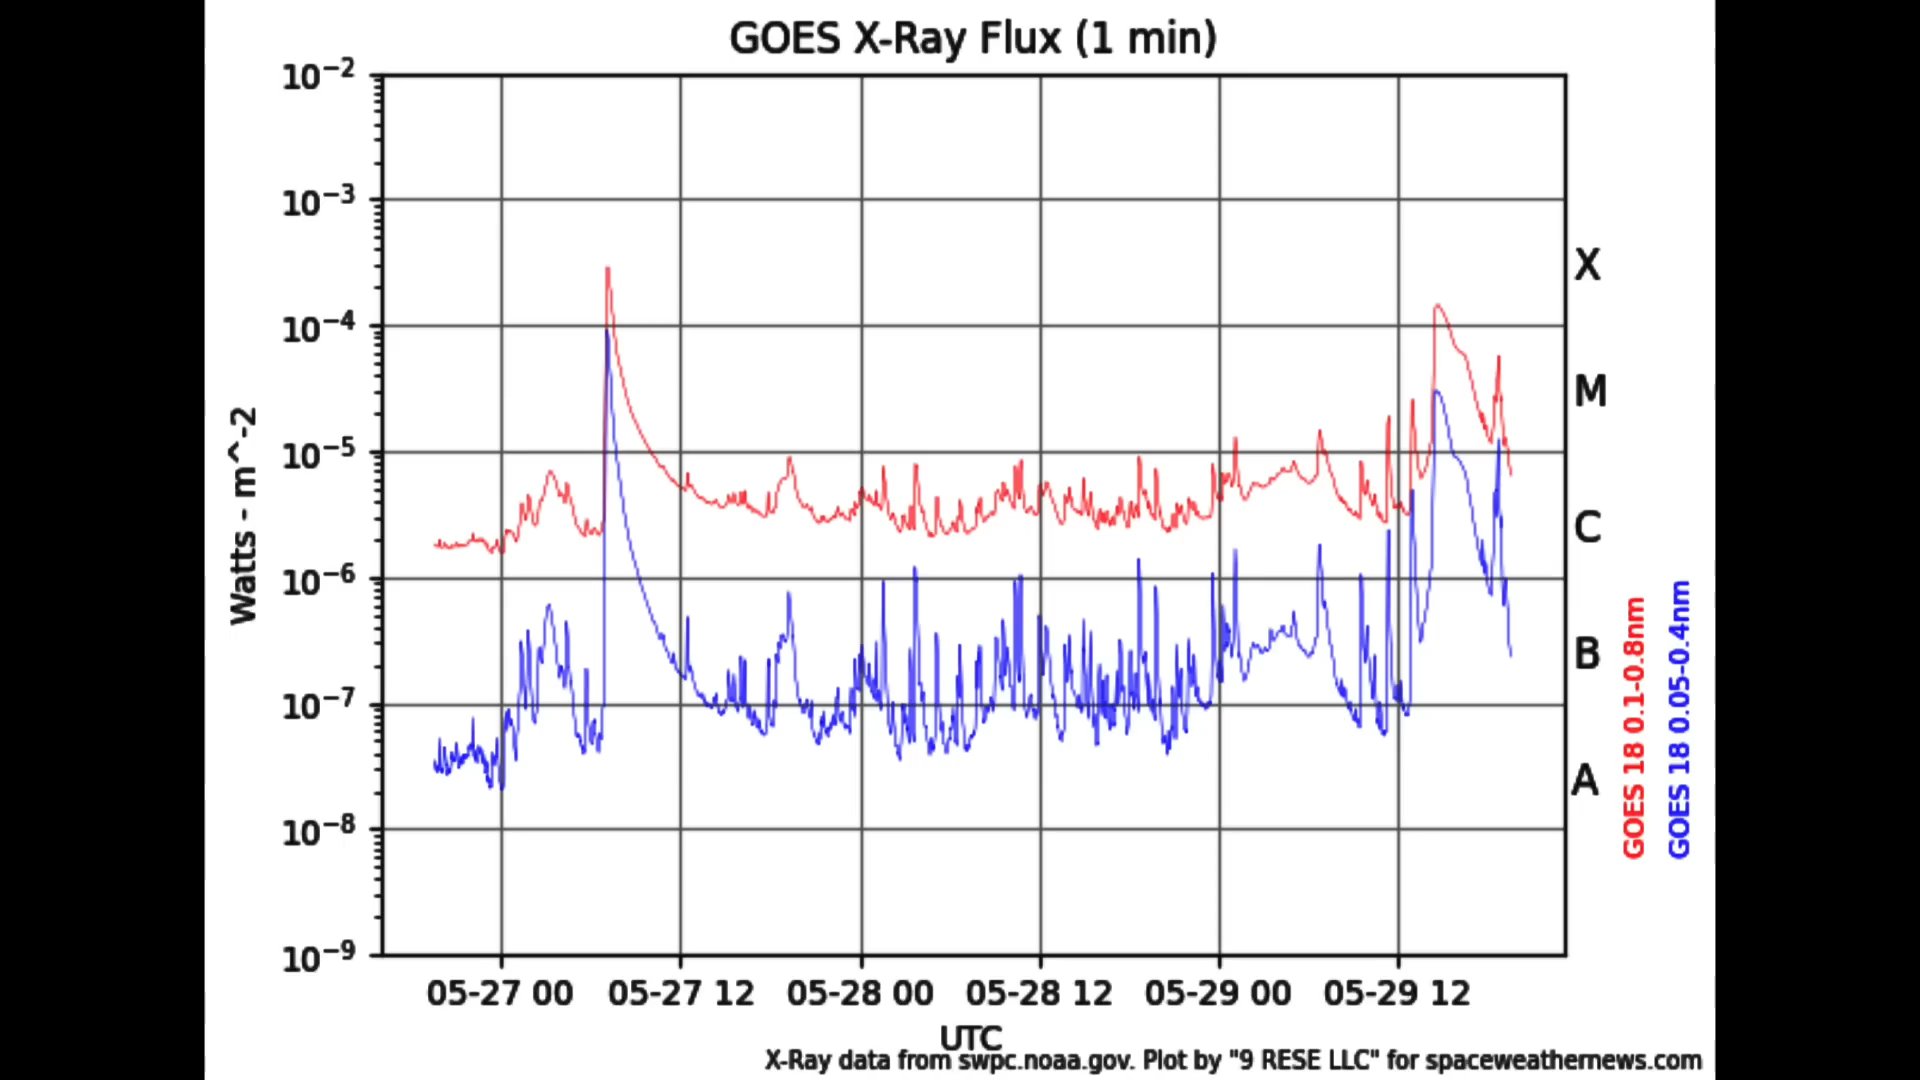 GOES X-Ray Flux (1 min)
10−2
10−3
10−4
10−5
10−6
10−7
10−8
10−9
Watts - m^-2
X
M
C
B
A
GOES 18 0.1-0.8nm
GOES 18 0.05-0.4nm
05-27 00 05-27 12 05-28 00 05-28 12 05-29 00 05-29 12
UTC
X-Ray data from swpc.noaa.gov. Plot by "9 RESE LLC" for spaceweathernews.com